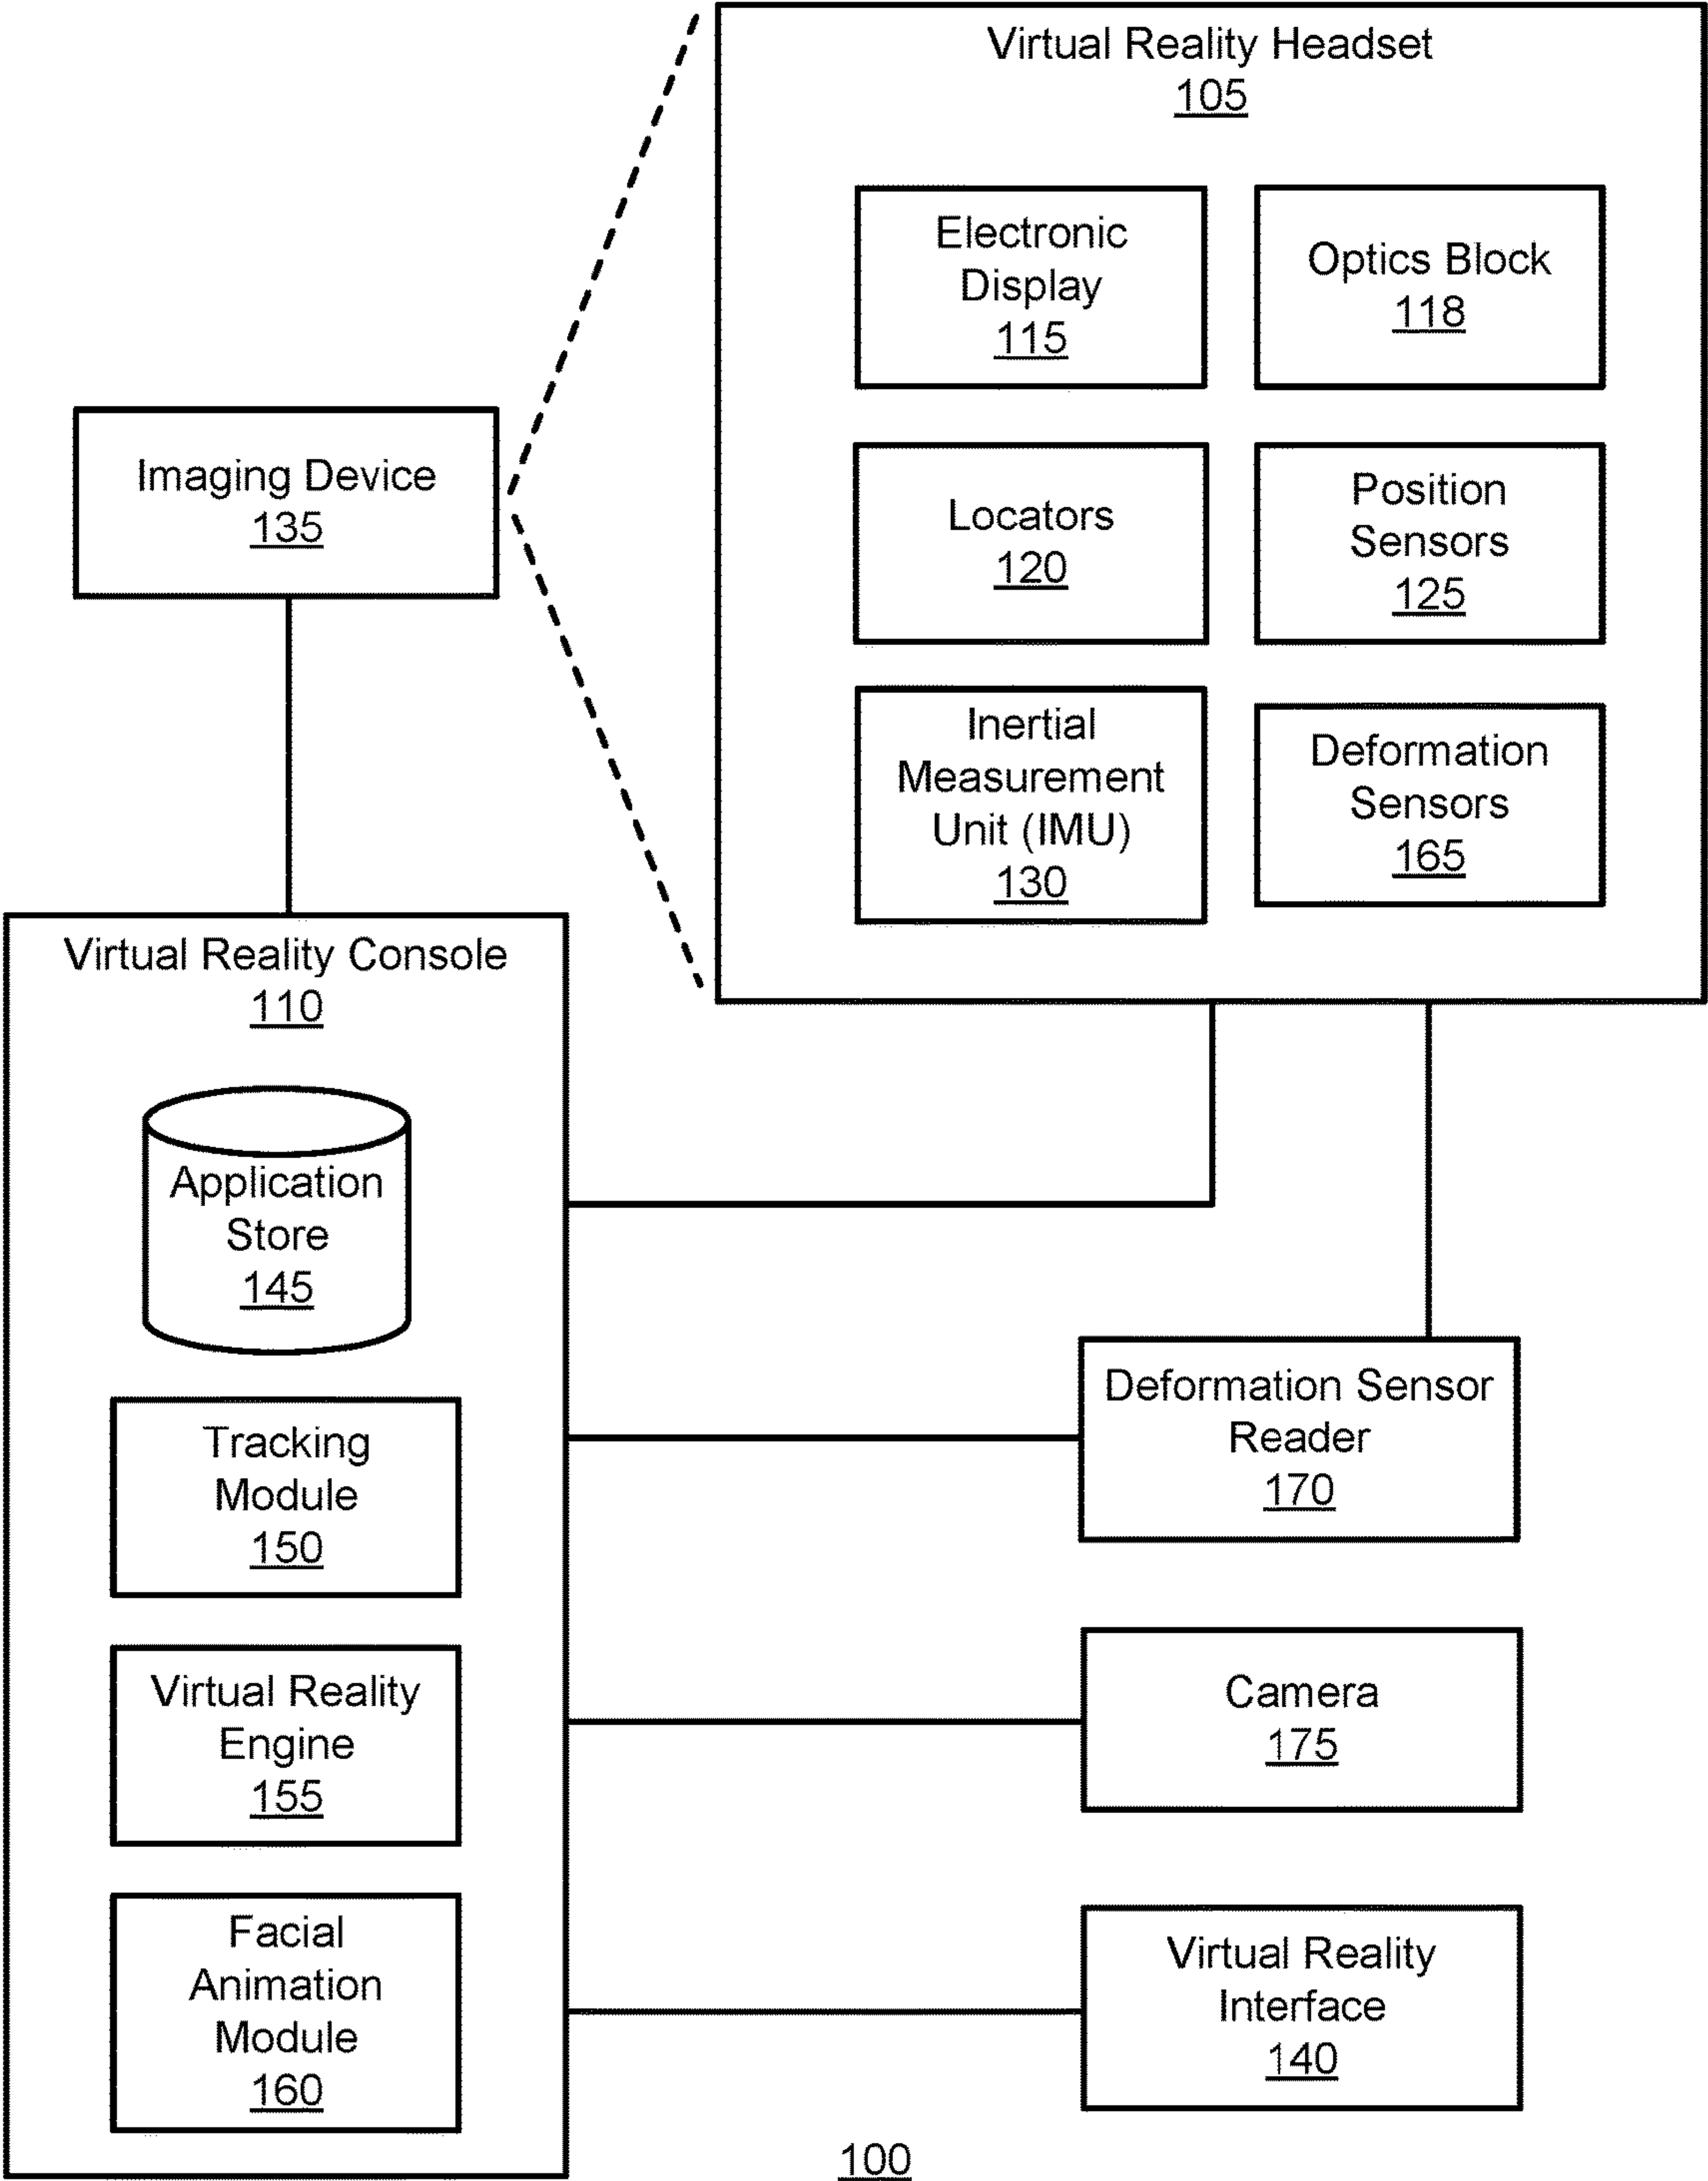 Virtual Reality Headset
105
Electronic
Display
115
Optics Block
118
Imaging Device
135
Locators
120
Position
Sensors
125
Inertial
Measurement
Unit (IMU)
130
Deformation
Sensors
165
Virtual Reality Console
110
Application
Store
145
Tracking
Module
150
Virtual Reality
Engine
155
Facial
Animation
Module
160
Deformation Sensor
Reader
170
Camera
175
Virtual Reality
Interface
140
100